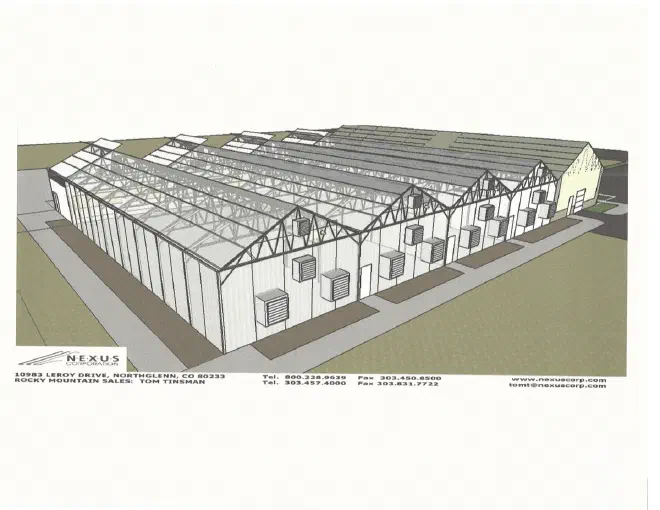 NEXUS
CORPORATION
10983 LEROY DRIVE, NORTHGLENN, CO 80233 Tel. 800.228.9639 Fax 303.450.8500 www.nexuscorp.com
ROCKY MOUNTAIN SALES: TOM TINSMAN Tel. 303.457.4000 Fax 303.831.7722 tomt@nexuscorp.com